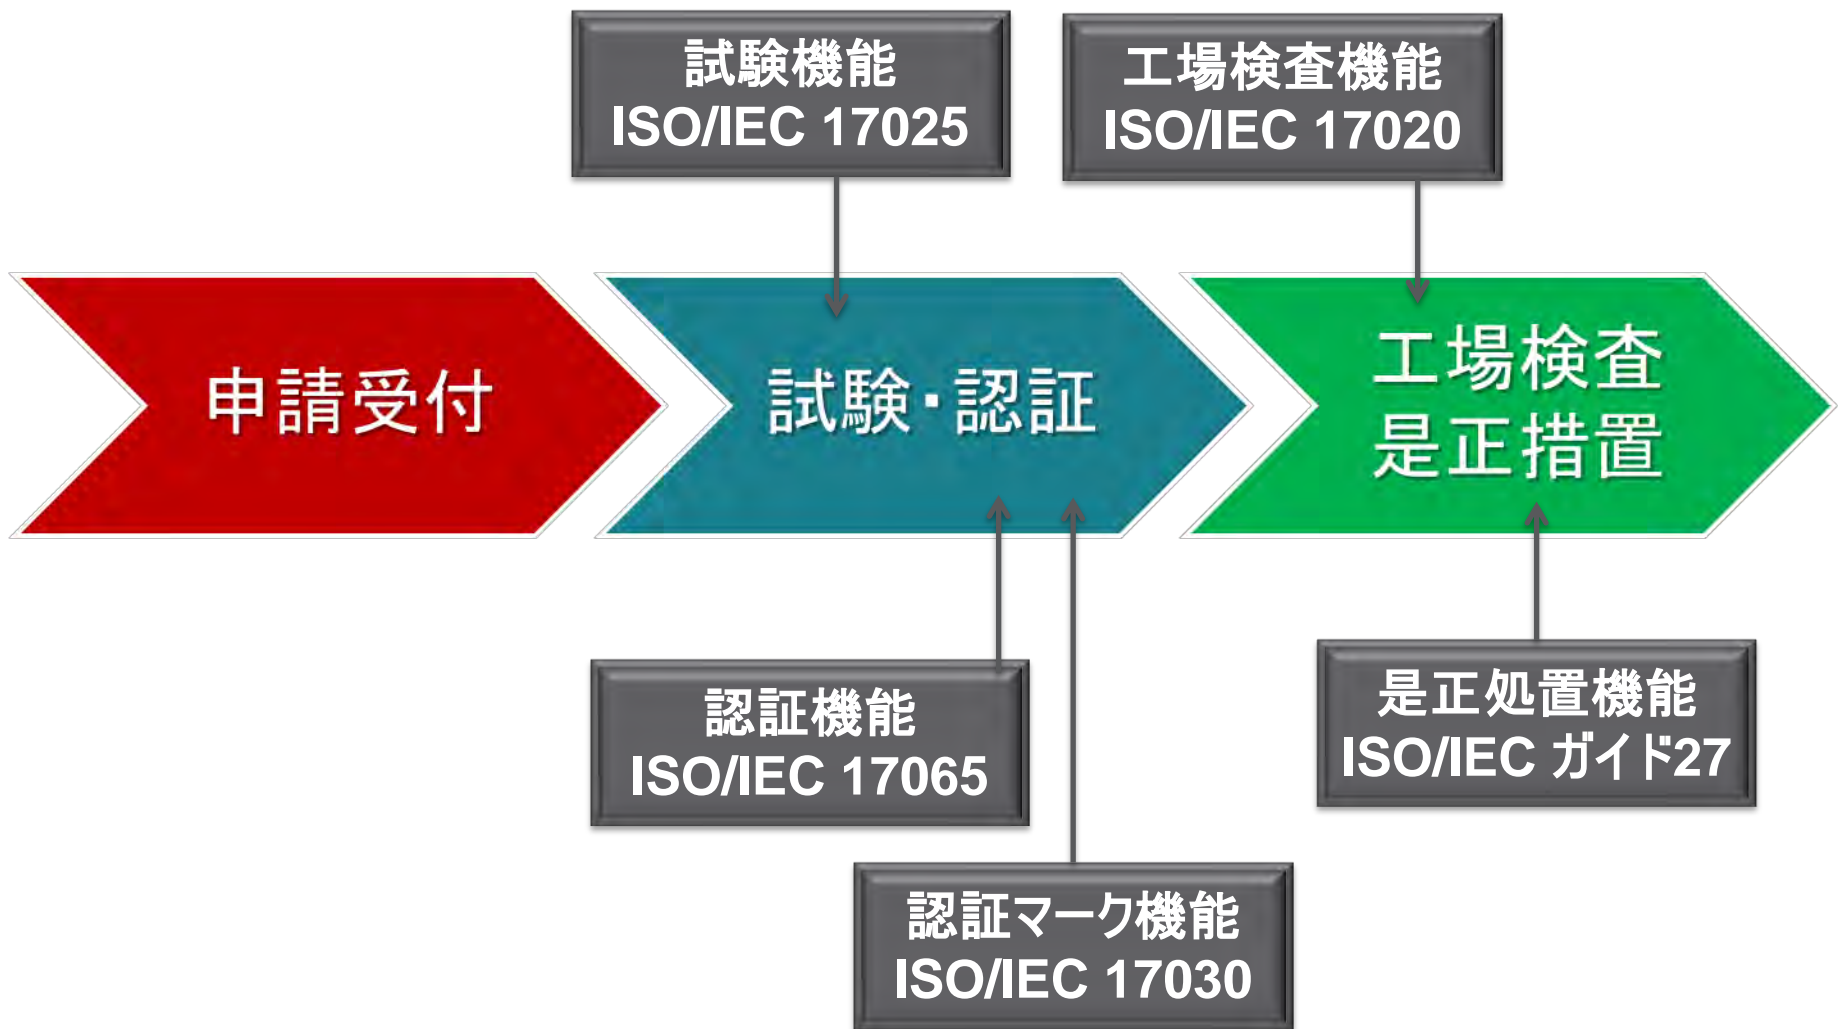 試験機能
ISO/IEC 17025
工場検査機能
ISO/IEC 17020
申請受付
試験・認証
工場検査
是正措置
認証機能
ISO/IEC 17065
是正処置機能
ISO/IEC ガイド27
認証マーク機能
ISO/IEC 17030